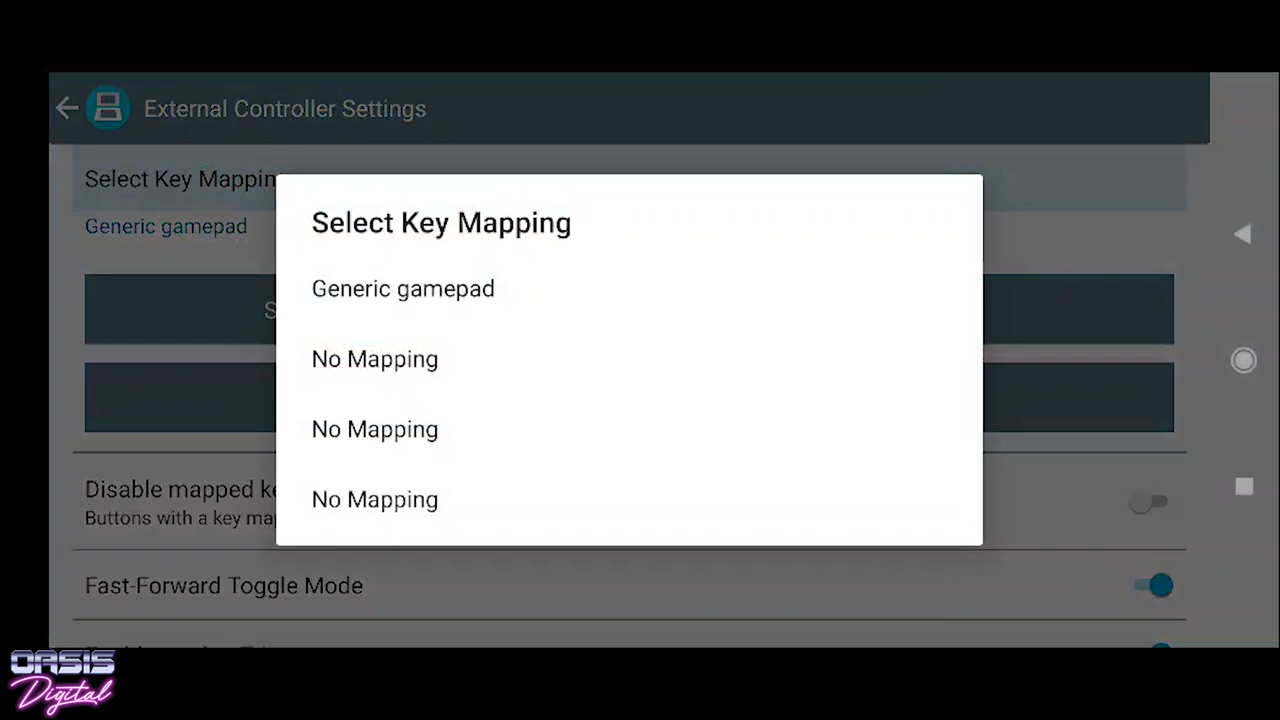 External Controller Settings
Select Key Mappin
Generic gamepad
Select Key Mapping
Generic gamepad
No Mapping
No Mapping
No Mapping
S
Disable mapped ke
Buttons with a key map
Fast-Forward Toggle Mode
OASIS
Digital